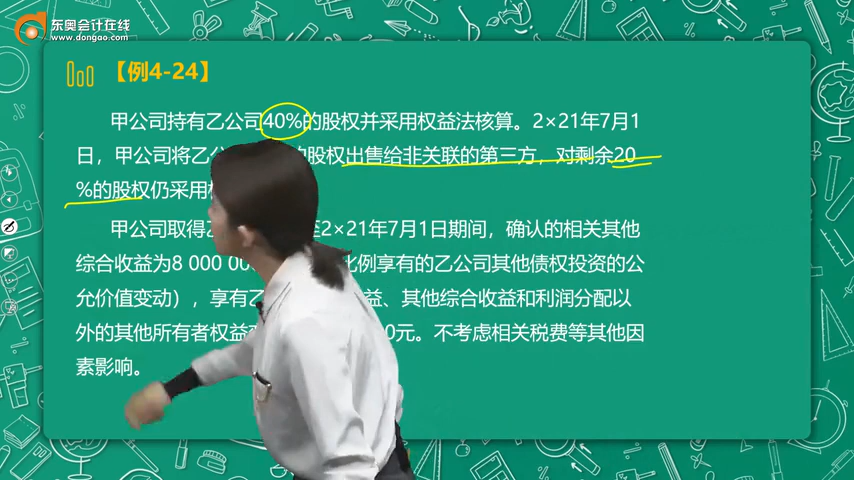 东奥会计在线
www.dongao.com
【例4-24】
甲公司持有乙公司40%的股权并采用权益法核算。2×21年7月1
日，甲公司将乙公 的股权出售给非关联的第三方，对剩余20
%的股权仍采用
甲公司取得 至2×21年7月1日期间，确认的相关其他
综合收益为8 000 00 比例享有的乙公司其他债权投资的公
允价值变动），享有乙 益、其他综合收益和利润分配以
外的其他所有者权益 0元。不考虑相关税费等其他因
素影响。